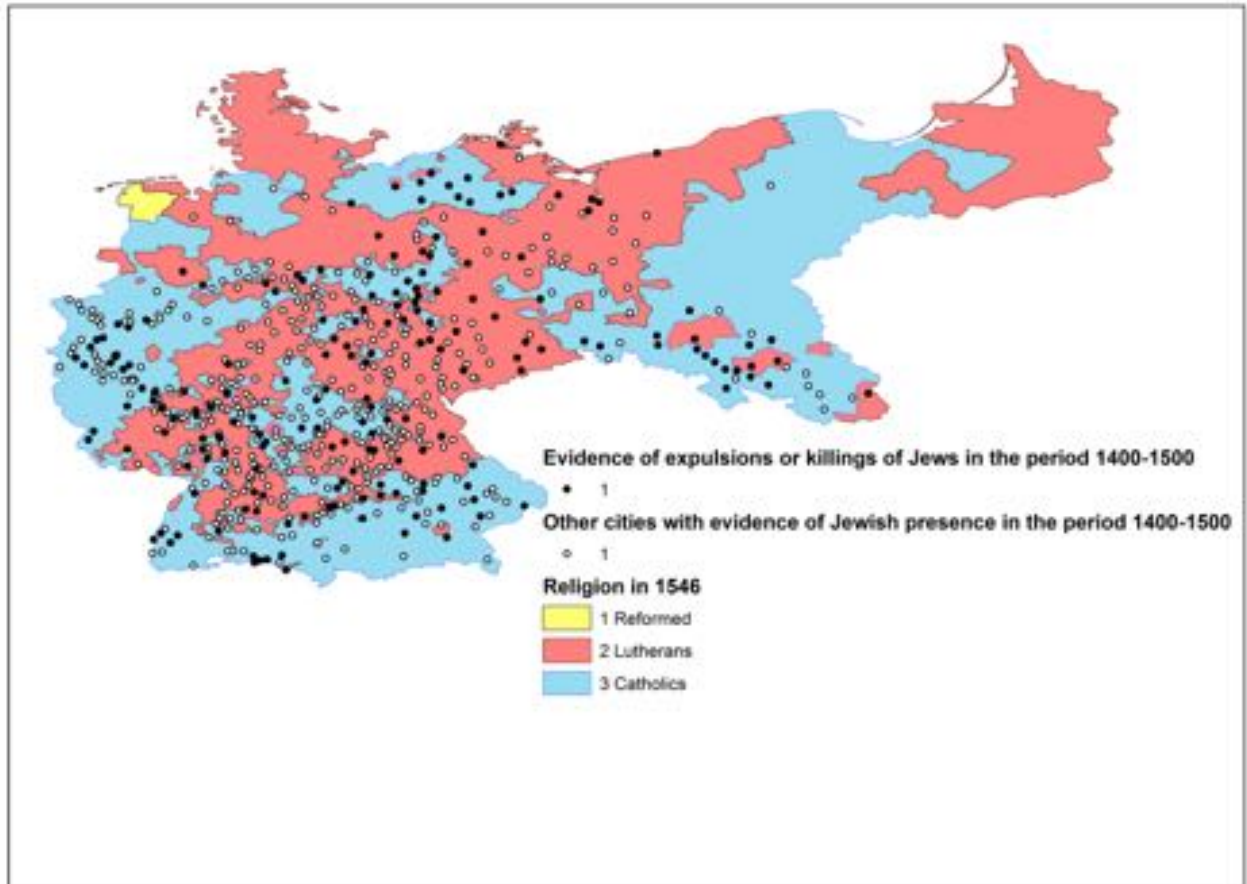 Evidence of expulsions or killings of Jews in the period 1400-1500
1
Other cities with evidence of Jewish presence in the period 1400-1500
1
Religion in 1546
1 Reformed
2 Lutherans
3 Catholics